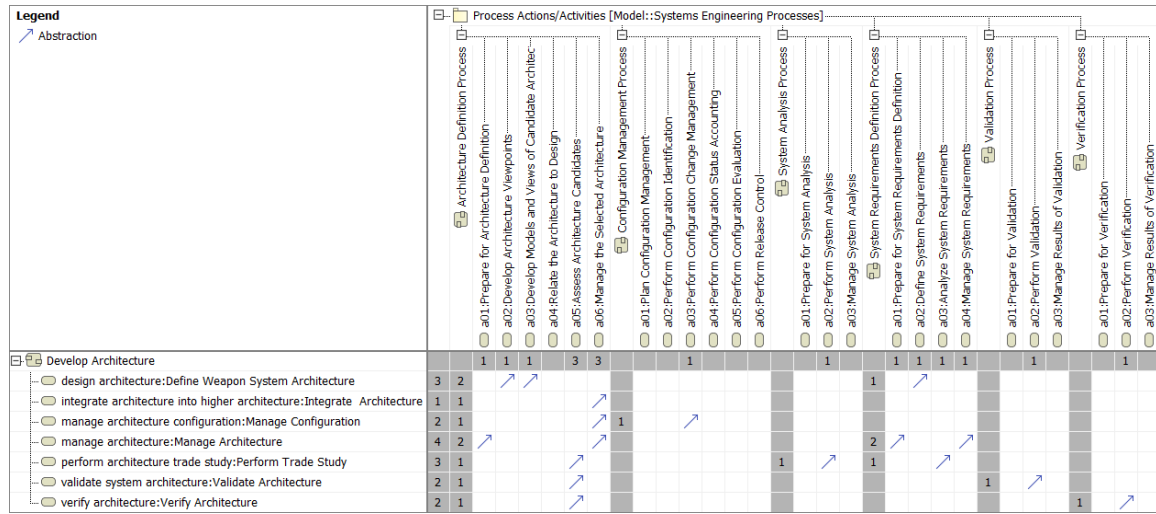 Legend
Abstraction
Process Actions/Activities [Model::Systems Engineering Processes]
Architecture Definition Process
a01:Prepare for Architecture Definition
a02:Develop Architecture Viewpoints
a03:Develop Models and Views of Candidate Architec
a04:Relate the Architecture to Design
a05:Assess Architecture Candidates
a06:Manage the Selected Architecture
Configuration Management Process
a01:Plan Configuration Management
a02:Perform Configuration Identification
a03:Perform Configuration Change Management
a04:Perform Configuration Status Accounting
a05:Perform Configuration Evaluation
a06:Perform Release Control
System Analysis Process
a01:Prepare for System Analysis
a02:Perform System Analysis
a03:Manage System Analysis
System Requirements Definition Process
a01:Prepare for System Requirements Definition
a02:Define System Requirements
a03:Analyze System Requirements
a04:Manage System Requirements
Validation Process
a01:Prepare for Validation
a02:Perform Validation
a03:Manage Results of Validation
Verification Process
a01:Prepare for Verification
a02:Perform Verification
a03:Manage Results of Verification
Develop Architecture 1 1 1 3 3 1 1 1 1 1 1 1 1
design architecture:Define Weapon System Architecture 3 2 1
integrate architecture into higher architecture:Integrate Architecture 1 1
manage architecture configuration:Manage Configuration 2 1 1
manage architecture:Manage Architecture 4 2 2
perform architecture trade study:Perform Trade Study 3 1 1 1
validate system architecture:Validate Architecture 2 1 1
verify architecture:Verify Architecture 2 1 1